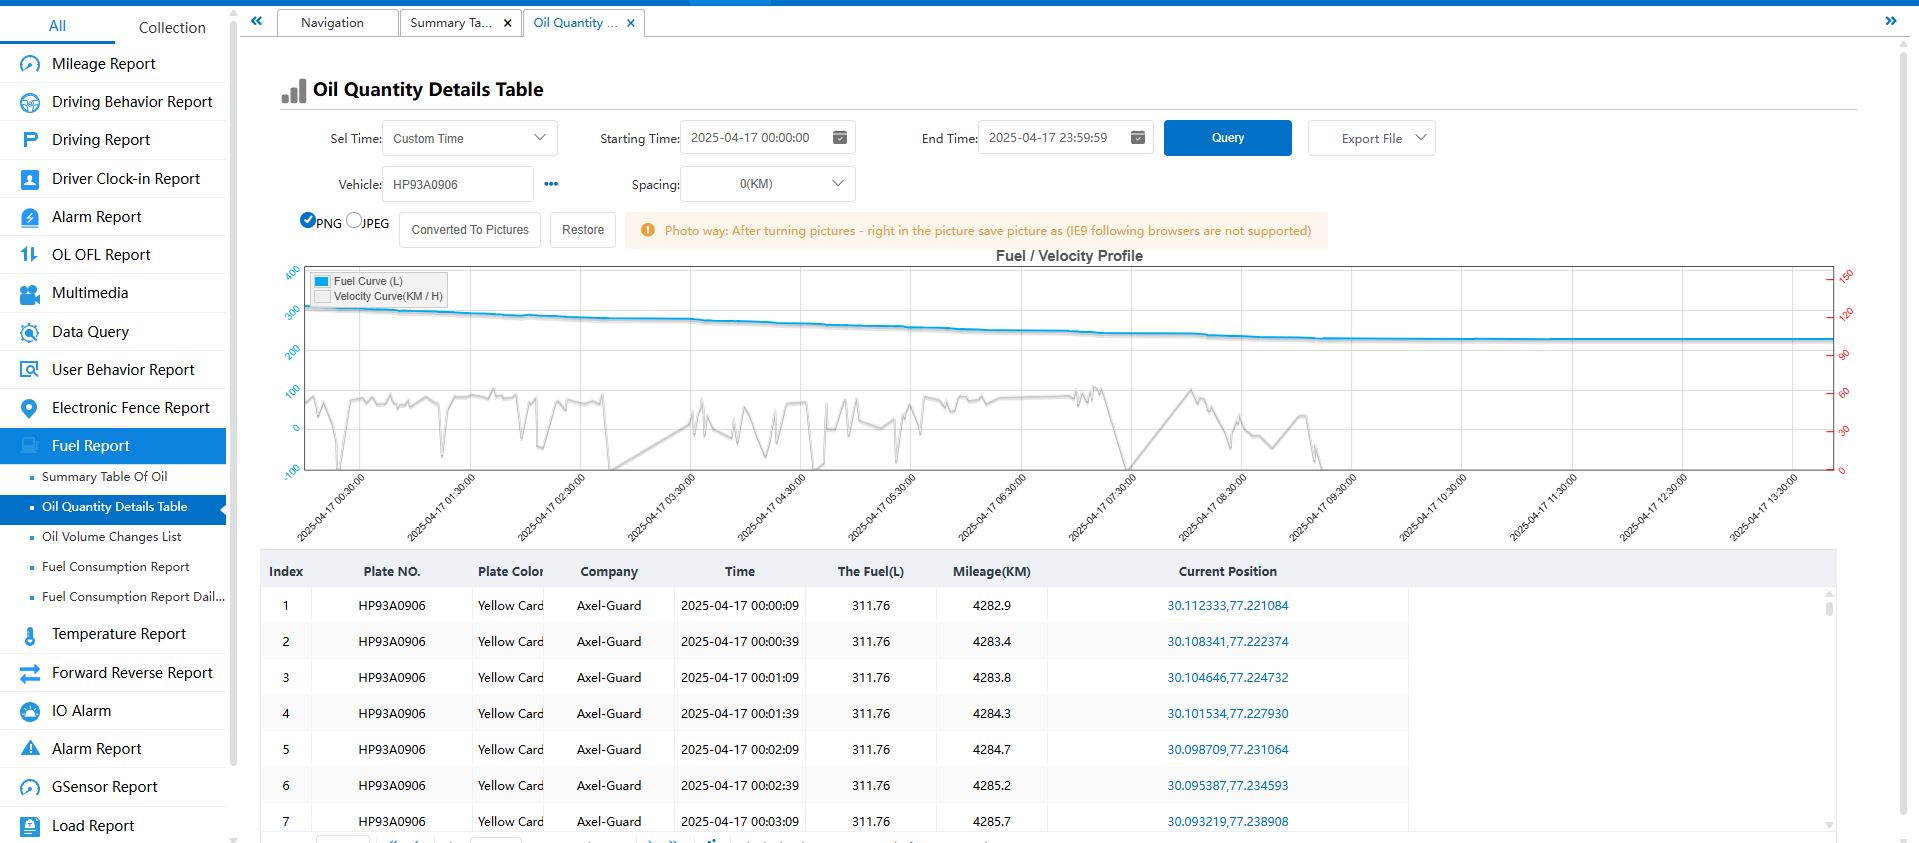 All
Collection
Mileage Report
Driving Behavior Report
Driving Report
Driver Clock-in Report
Alarm Report
OL OFL Report
Multimedia
Data Query
User Behavior Report
Electronic Fence Report
Fuel Report
Summary Table Of Oil
Oil Quantity Details Table
Oil Volume Changes List
Fuel Consumption Report
Fuel Consumption Report Dail...
Temperature Report
Forward Reverse Report
IO Alarm
Alarm Report
GSensor Report
Load Report
Navigation
Summary Ta...
Oil Quantity ...
Oil Quantity Details Table
Sel Time: Custom Time
Starting Time: 2025-04-17 00:00:00
End Time: 2025-04-17 23:59:59
Query
Export File
Vehicle: HP93A0906
Spacing: 0(KM)
PNG JPEG
Converted To Pictures
Restore
Photo way: After turning pictures - right in the picture save picture as (IE9 following browsers are not supported)
Fuel / Velocity Profile
Fuel Curve (L)
Velocity Curve(KM / H)
400
300
200
100
0
-100
150
120
90
60
30
0
2025-04-17 00:30:00
2025-04-17 01:30:00
2025-04-17 02:30:00
2025-04-17 03:30:00
2025-04-17 04:30:00
2025-04-17 05:30:00
2025-04-17 06:30:00
2025-04-17 07:30:00
2025-04-17 08:30:00
2025-04-17 09:30:00
2025-04-17 10:30:00
2025-04-17 11:30:00
2025-04-17 12:30:00
2025-04-17 13:30:00
Index Plate NO. Plate Color Company Time The Fuel(L) Mileage(KM) Current Position
1 HP93A0906 Yellow Card Axel-Guard 2025-04-17 00:00:09 311.76 4282.9 30.112333,77.221084
2 HP93A0906 Yellow Card Axel-Guard 2025-04-17 00:00:39 311.76 4283.4 30.108341,77.222374
3 HP93A0906 Yellow Card Axel-Guard 2025-04-17 00:01:09 311.76 4283.8 30.104646,77.224732
4 HP93A0906 Yellow Card Axel-Guard 2025-04-17 00:01:39 311.76 4284.3 30.101534,77.227930
5 HP93A0906 Yellow Card Axel-Guard 2025-04-17 00:02:09 311.76 4284.7 30.098709,77.231064
6 HP93A0906 Yellow Card Axel-Guard 2025-04-17 00:02:39 311.76 4285.2 30.095387,77.234593
7 HP93A0906 Yellow Card Axel-Guard 2025-04-17 00:03:09 311.76 4285.7 30.093219,77.238908